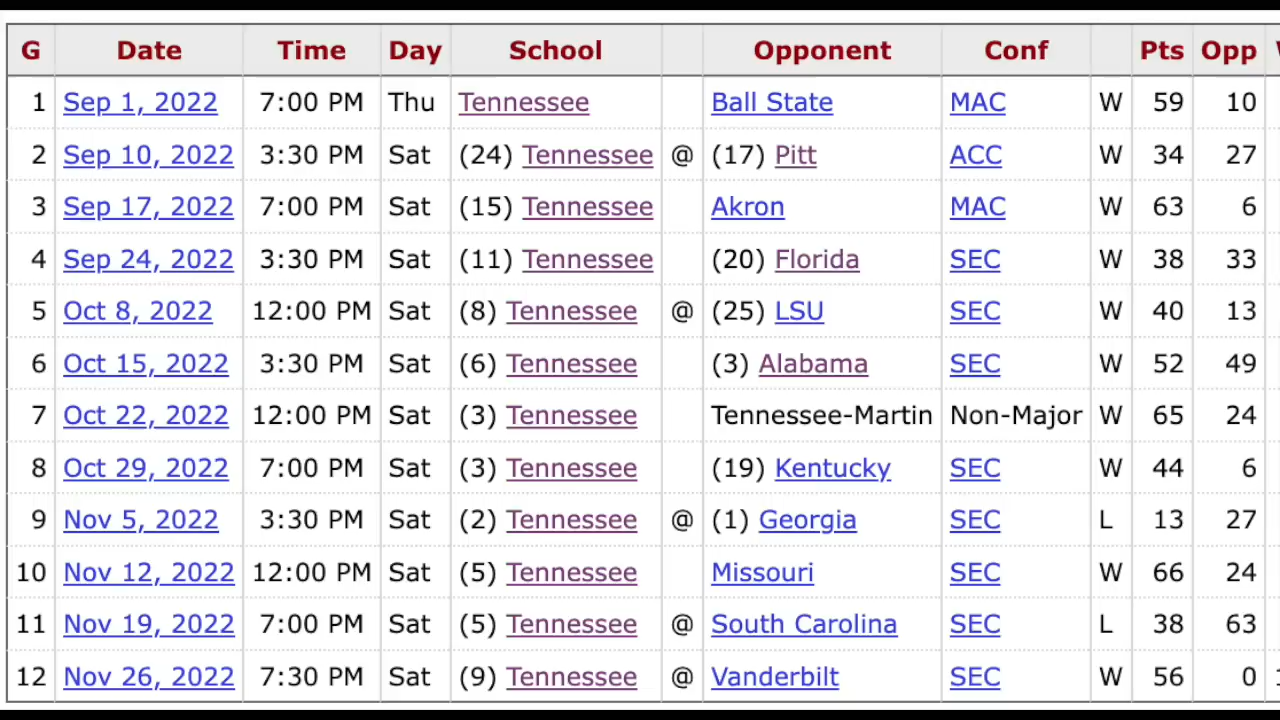 G Date Time Day School Opponent Conf Pts Opp
1 Sep 1, 2022 7:00 PM Thu Tennessee Ball State MAC W 59 10
2 Sep 10, 2022 3:30 PM Sat (24) Tennessee @ (17) Pitt ACC W 34 27
3 Sep 17, 2022 7:00 PM Sat (15) Tennessee Akron MAC W 63 6
4 Sep 24, 2022 3:30 PM Sat (11) Tennessee (20) Florida SEC W 38 33
5 Oct 8, 2022 12:00 PM Sat (8) Tennessee @ (25) LSU SEC W 40 13
6 Oct 15, 2022 3:30 PM Sat (6) Tennessee (3) Alabama SEC W 52 49
7 Oct 22, 2022 12:00 PM Sat (3) Tennessee Tennessee-Martin Non-Major W 65 24
8 Oct 29, 2022 7:00 PM Sat (3) Tennessee (19) Kentucky SEC W 44 6
9 Nov 5, 2022 3:30 PM Sat (2) Tennessee @ (1) Georgia SEC L 13 27
10 Nov 12, 2022 12:00 PM Sat (5) Tennessee Missouri SEC W 66 24
11 Nov 19, 2022 7:00 PM Sat (5) Tennessee @ South Carolina SEC L 38 63
12 Nov 26, 2022 7:30 PM Sat (9) Tennessee @ Vanderbilt SEC W 56 0